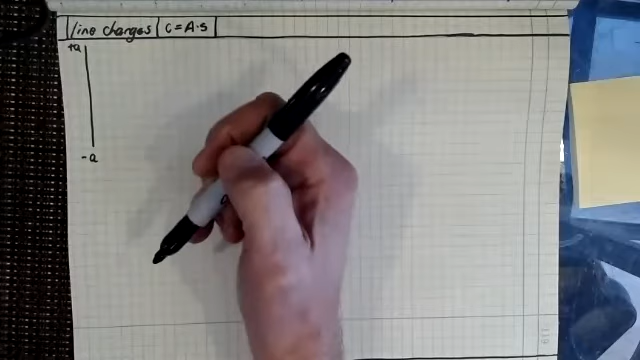 line charges C = A·s
+a
-a